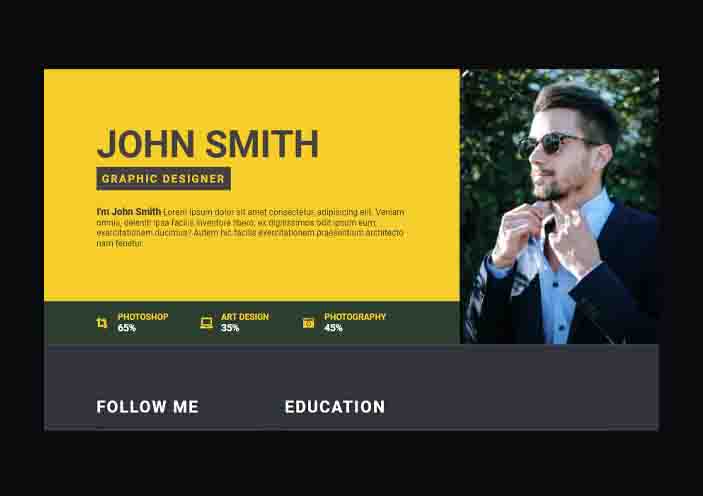 JOHN SMITH
GRAPHIC DESIGNER
I'm John Smith Lorem ipsum dolor sit amet consectetur, adipisicing elit. Veniam
omnis, deleniti ipsa facilis inventore libero, ex dignissimos odit ipsum eum,
exercitationem ducimus? Autem hic facilis exercitationem praesentium architecto
nam tenetur.
PHOTOSHOP
65%
ART DESIGN
35%
PHOTOGRAPHY
45%
FOLLOW ME
EDUCATION